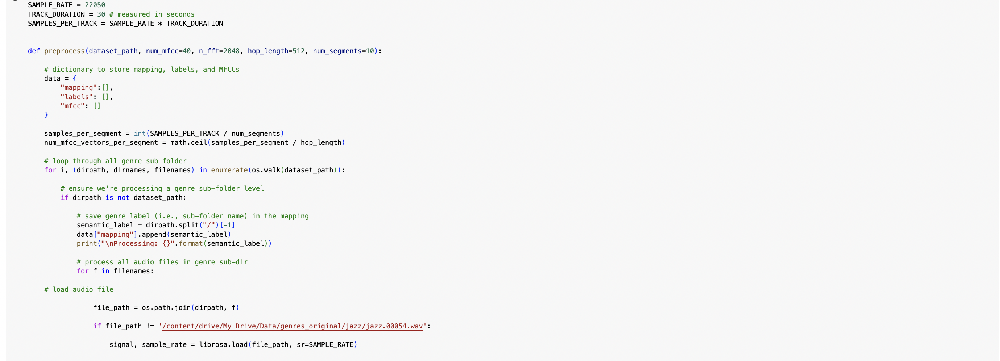 SAMPLE_RATE = 22050
TRACK_DURATION = 30 # measured in seconds
SAMPLES_PER_TRACK = SAMPLE_RATE * TRACK_DURATION
def preprocess(dataset_path, num_mfcc=40, n_fft=2048, hop_length=512, num_segments=10):
# dictionary to store mapping, labels, and MFCCs
data = {
"mapping":[],
"labels": [],
"mfcc": []
}
samples_per_segment = int(SAMPLES_PER_TRACK / num_segments)
num_mfcc_vectors_per_segment = math.ceil(samples_per_segment / hop_length)
# loop through all genre sub-folder
for i, (dirpath, dirnames, filenames) in enumerate(os.walk(dataset_path)):
# ensure we're processing a genre sub-folder level
if dirpath is not dataset_path:
# save genre label (i.e., sub-folder name) in the mapping
semantic_label = dirpath.split("/")[-1]
data["mapping"].append(semantic_label)
print("\nProcessing: {}".format(semantic_label))
# process all audio files in genre sub-dir
for f in filenames:
# load audio file
file_path = os.path.join(dirpath, f)
if file_path != '/content/drive/My Drive/Data/genres_original/jazz/jazz.00054.wav':
signal, sample_rate = librosa.load(file_path, sr=SAMPLE_RATE)